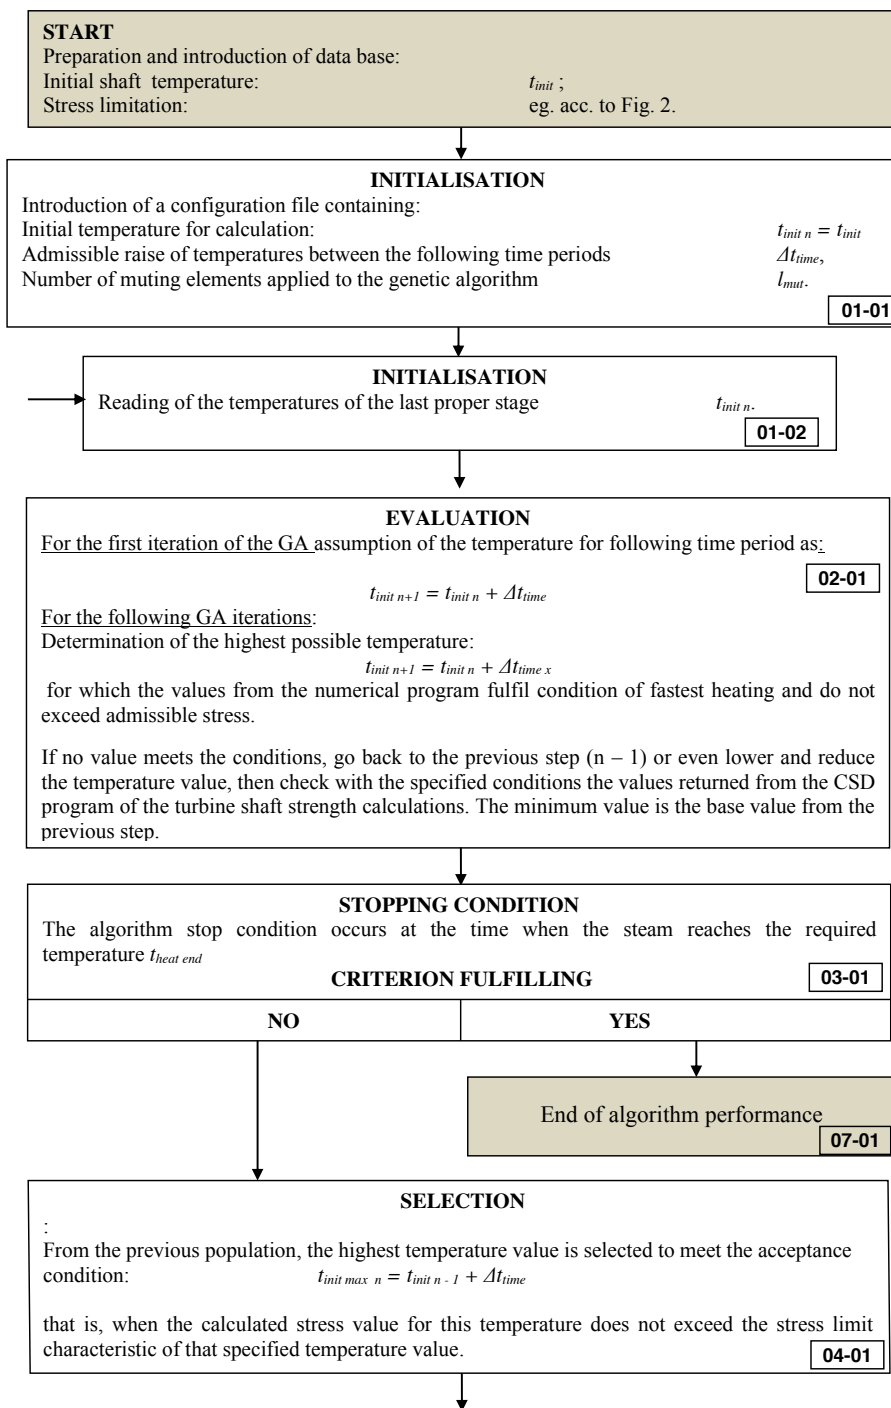 START
Preparation and introduction of data base:
Initial shaft temperature: t_init ;
Stress limitation: eg. acc. to Fig. 2.
INITIALISATION
Introduction of a configuration file containing:
Initial temperature for calculation: t_init n = t_init
Admissible raise of temperatures between the following time periods Δt_time,
Number of muting elements applied to the genetic algorithm l_mut.
01-01
INITIALISATION
Reading of the temperatures of the last proper stage t_init n.
01-02
EVALUATION
For the first iteration of the GA assumption of the temperature for following time period as:
02-01
t_init n+1 = t_init n + Δt_time
For the following GA iterations:
Determination of the highest possible temperature:
t_init n+1 = t_init n + Δt_time x
for which the values from the numerical program fulfil condition of fastest heating and do not
exceed admissible stress.
If no value meets the conditions, go back to the previous step (n – 1) or even lower and reduce
the temperature value, then check with the specified conditions the values returned from the CSD
program of the turbine shaft strength calculations. The minimum value is the base value from the
previous step.
STOPPING CONDITION
The algorithm stop condition occurs at the time when the steam reaches the required
temperature t_heat end
CRITERION FULFILLING
03-01
NO YES
End of algorithm performance
07-01
SELECTION
:
From the previous population, the highest temperature value is selected to meet the acceptance
condition: t_init max n = t_init n - 1 + Δt_time
that is, when the calculated stress value for this temperature does not exceed the stress limit
characteristic of that specified temperature value.
04-01